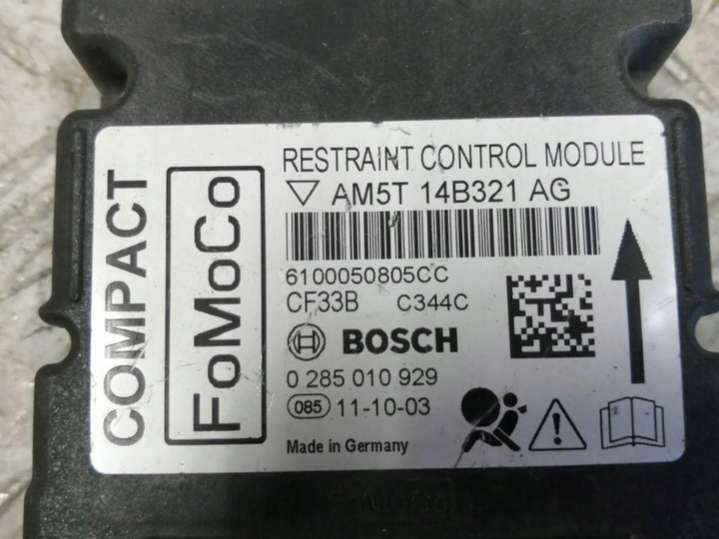 COMPACT
FoMoCo
RESTRAINT CONTROL MODULE
AM5T 14B321 AG
6100050805CC
CF33B C344C
BOSCH
0 285 010 929
085 11-10-03
Made in Germany